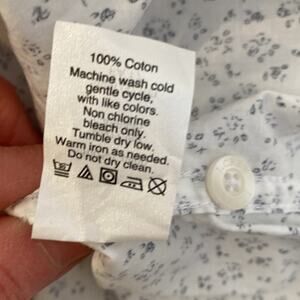 100% Coton
Machine wash cold
gentle cycle,
with like colors.
Non chlorine
bleach only.
Tumble dry low.
Warm iron as needed.
Do not dry clean.